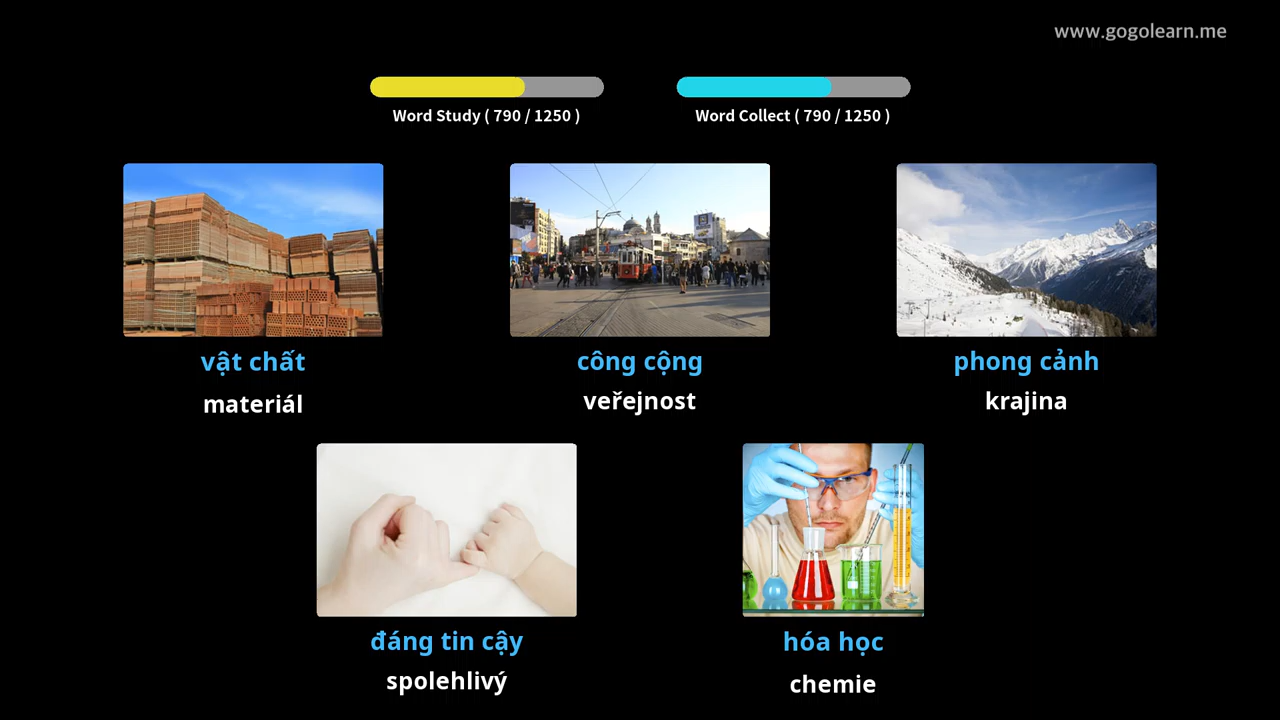 www.gogolearn.me
Word Study ( 790 / 1250 )
Word Collect ( 790 / 1250 )
vật chất
materiál
công cộng
veřejnost
phong cảnh
krajina
đáng tin cậy
spolehlivý
hóa học
chemie